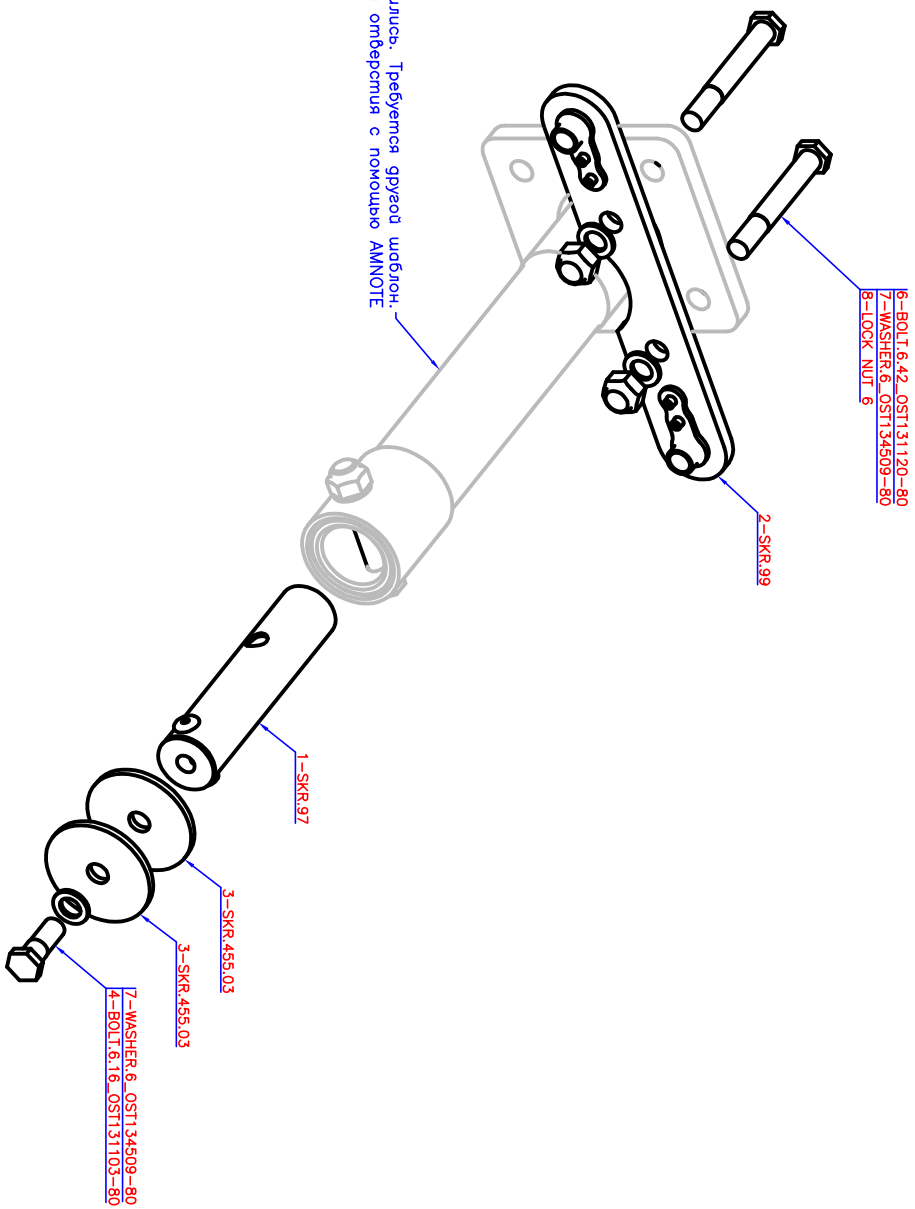 6-BOLT.6.42_OST131120-80
7-WASHER.6_OST134509-80
8-LOCK NUT 6
2-SKR.99
Требуется другой шаблон.
отверстия с помощью AMNOTE
1-SKR.97
3-SKR.455.03
3-SKR.455.03
7-WASHER.6_OST134509-80
4-BOLT.6.16_OST131103-80